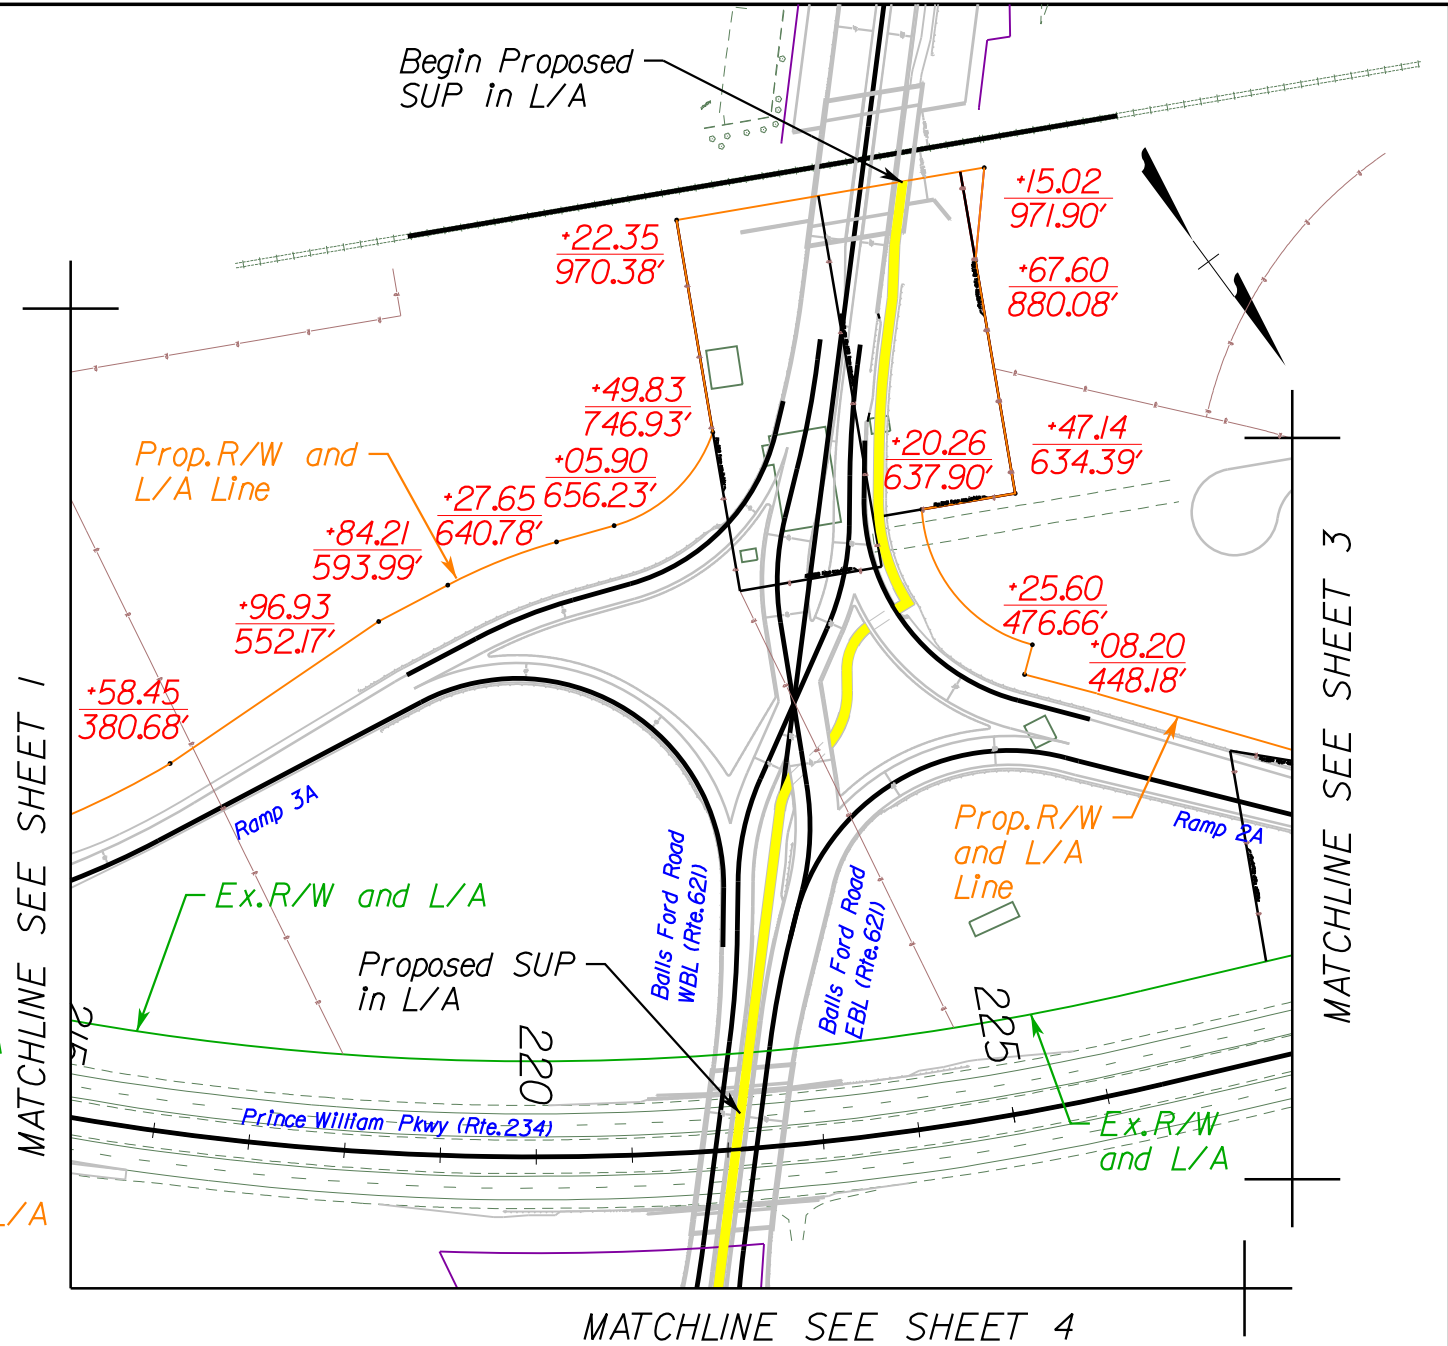 Begin Proposed
SUP in L/A
+15.02
971.90'
+22.35
970.38'
+67.60
880.08'
+49.83
746.93'
+20.26
637.90'
+47.14
634.39'
Prop. R/W and
L/A Line
+05.90
656.23'
+27.65
640.78'
+84.21
593.99'
+96.93
552.17'
+25.60
476.66'
+08.20
448.18'
+58.45
380.68'
MATCHLINE SEE SHEET 1
MATCHLINE SEE SHEET 3
Ramp 3A
Ramp 2A
Prop. R/W
and L/A
Line
Ex. R/W and L/A
Balls Ford Road
WBL (Rte.621)
Balls Ford Road
EBL (Rte.621)
Proposed SUP
in L/A
215
220
225
Prince William Pkwy (Rte.234)
Ex. R/W
and L/A
L/A
MATCHLINE SEE SHEET 4